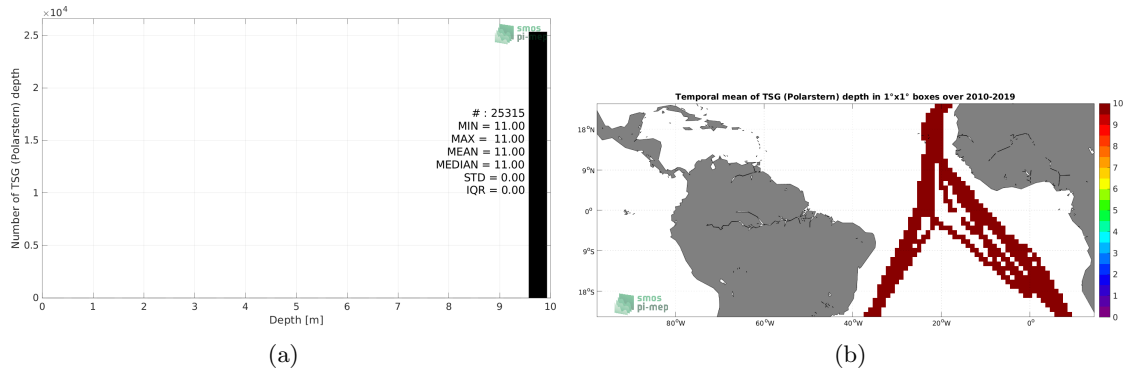 ×10⁴
2.5
2
1.5
1
0.5
0
Number of TSG (Polarstern) depth
smos
pi-mep
# : 25315
MIN = 11.00
MAX = 11.00
MEAN = 11.00
MEDIAN = 11.00
STD = 0.00
IQR = 0.00
0 1 2 3 4 5 6 7 8 9 10
Depth [m]
(a)
Temporal mean of TSG (Polarstern) depth in 1°x1° boxes over 2010-2019
18°N
9°N
0°
9°S
18°S
smos
pi-mep
80°W 60°W 40°W 20°W 0°
10
9
8
7
6
5
4
3
2
1
0
(b)